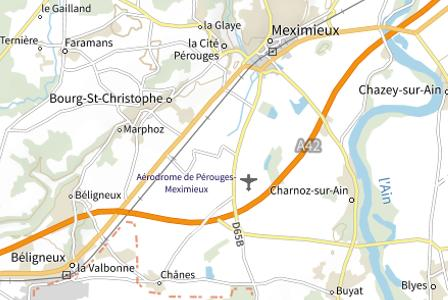 le Gailland
la Glaye
Ternière
Faramans
la Cité
Pérouges
Meximieux
Bourg-St-Christophe
Chazey-sur-Ain
Marphoz
A42
Aérodrome de Pérouges-
Meximieux
Béligneux
Charnoz-sur-Ain
l'Ain
D65B
Béligneux
la Valbonne
Chânes
Buyat
Blyes